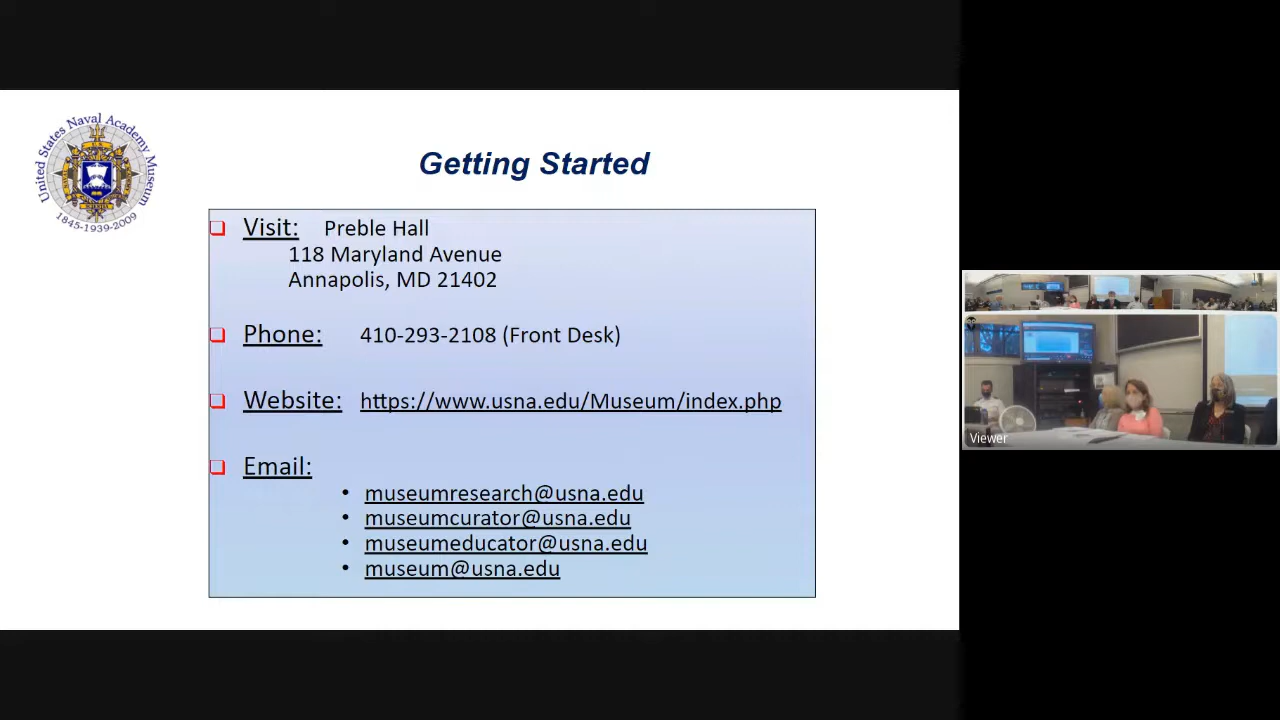 United States Naval Academy Museum
1845-1939-2009
Getting Started
Visit: Preble Hall
118 Maryland Avenue
Annapolis, MD 21402
Phone: 410-293-2108 (Front Desk)
Website: https://www.usna.edu/Museum/index.php
Email:
• museumresearch@usna.edu
• museumcurator@usna.edu
• museumeducator@usna.edu
• museum@usna.edu
Viewer